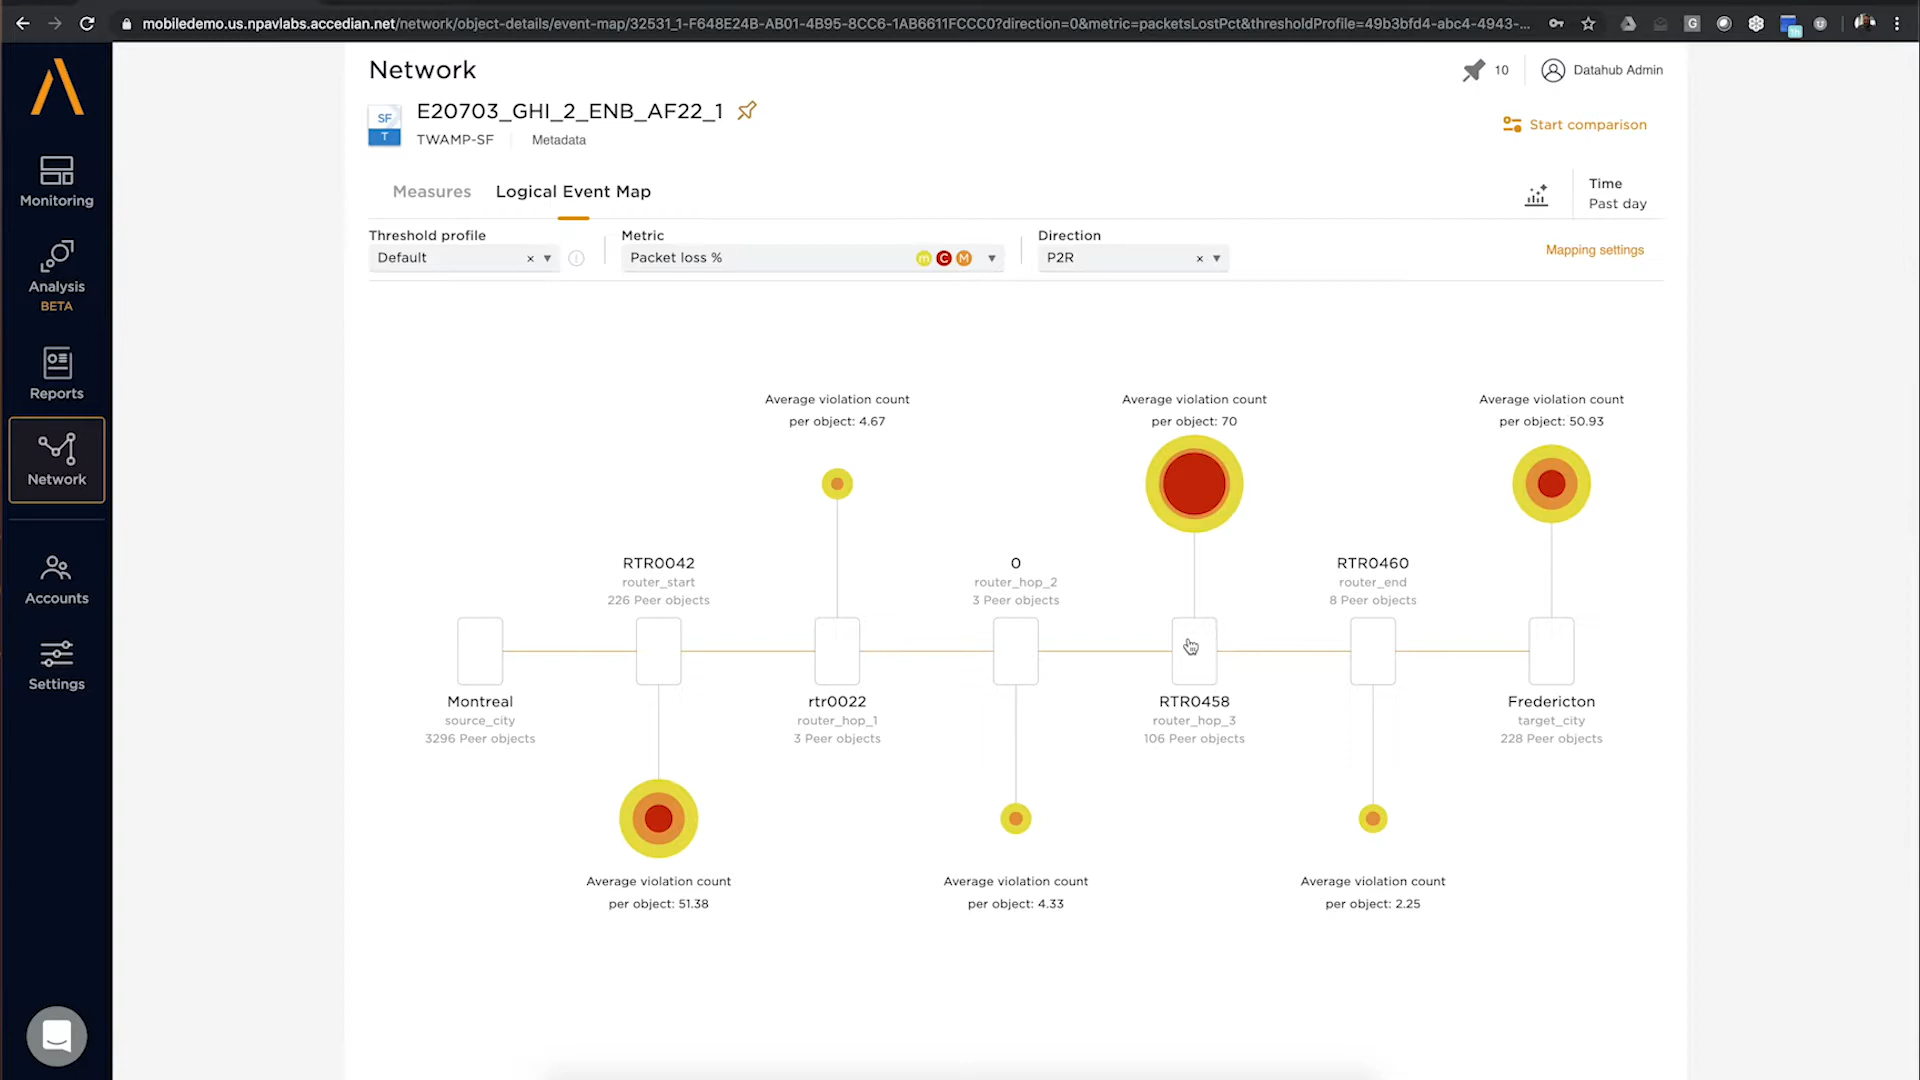 mobiledemo.us.npavlabs.accedian.net/network/object-details/event-map/32531_1-F648E24B-AB01-4B95-8CC6-1AB6611FCCC0?direction=0&metric=packetsLostPct&thresholdProfile=49b3bfd4-abc4-4943-...
Network
10
Datahub Admin
SF
T
E20703_GHI_2_ENB_AF22_1
TWAMP-SF
Metadata
Start comparison
Monitoring
Analysis
BETA
Reports
Network
Accounts
Settings
Measures
Logical Event Map
Time
Past day
Threshold profile
Default
Metric
Packet loss %
m
C
M
Direction
P2R
Mapping settings
Average violation count
per object: 4.67
Average violation count
per object: 70
Average violation count
per object: 50.93
RTR0042
router_start
226 Peer objects
0
router_hop_2
3 Peer objects
RTR0460
router_end
8 Peer objects
Montreal
source_city
3296 Peer objects
rtr0022
router_hop_1
3 Peer objects
RTR0458
router_hop_3
106 Peer objects
Fredericton
target_city
228 Peer objects
Average violation count
per object: 51.38
Average violation count
per object: 4.33
Average violation count
per object: 2.25